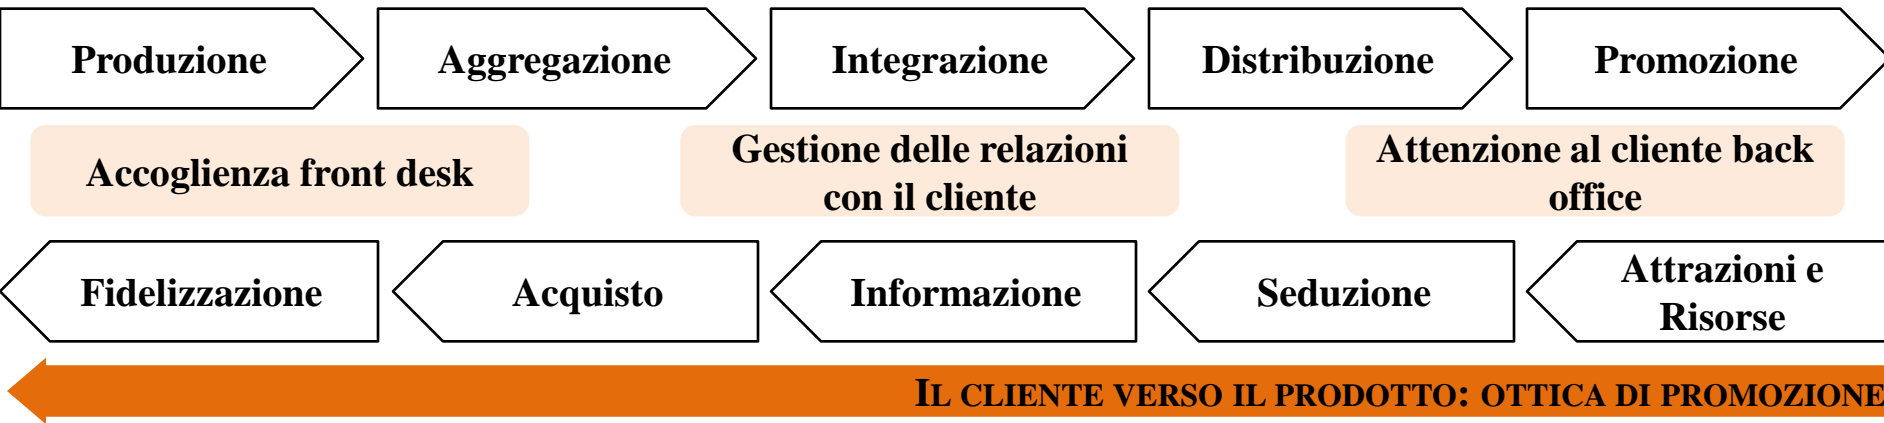 Produzione
Aggregazione
Integrazione
Distribuzione
Promozione
Accoglienza front desk
Gestione delle relazioni
con il cliente
Attenzione al cliente back
office
Fidelizzazione
Acquisto
Informazione
Seduzione
Attrazioni e
Risorse
IL CLIENTE VERSO IL PRODOTTO: OTTICA DI PROMOZIONE